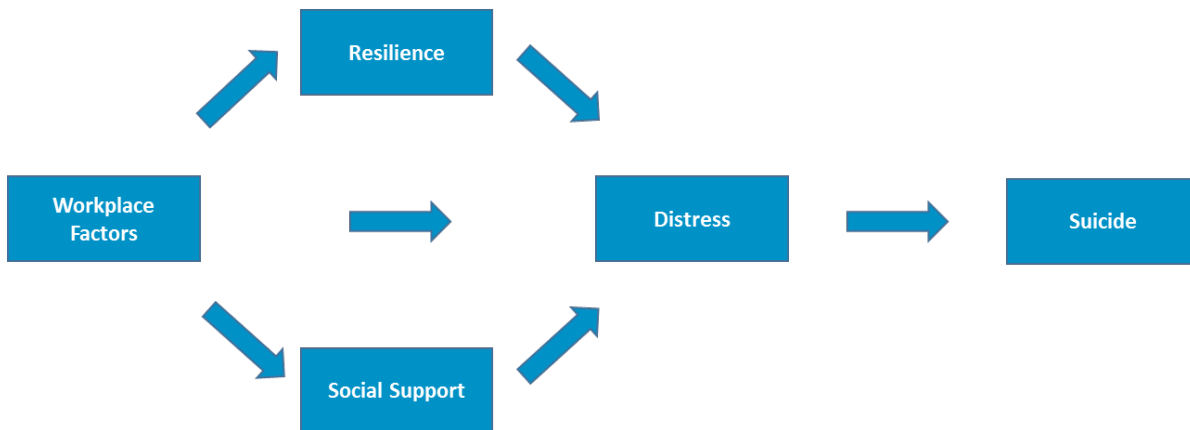 Resilience
Workplace
Factors
Distress
Suicide
Social Support